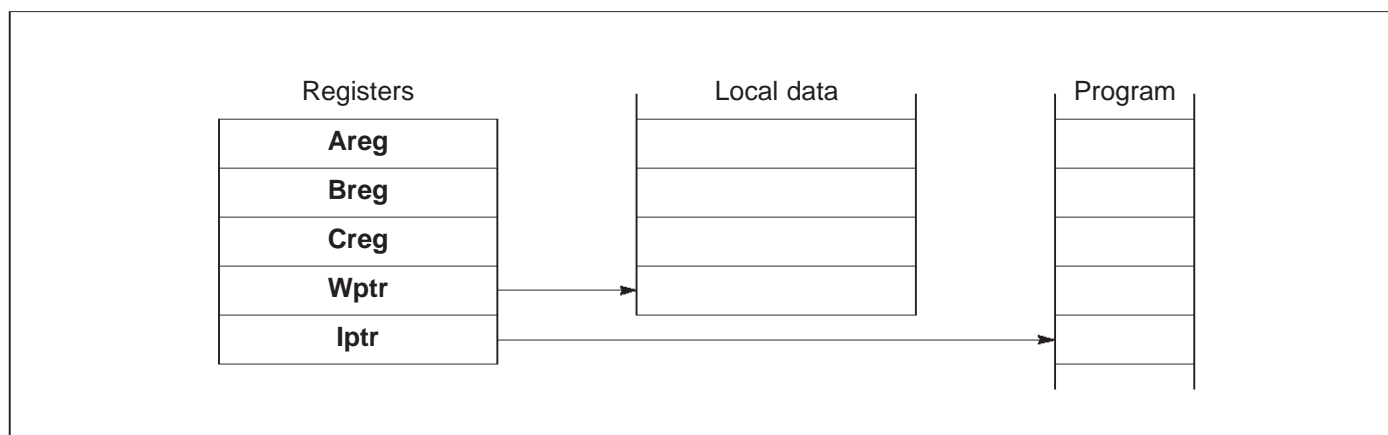 Registers
Local data
Program
Areg
Breg
Creg
Wptr
Iptr